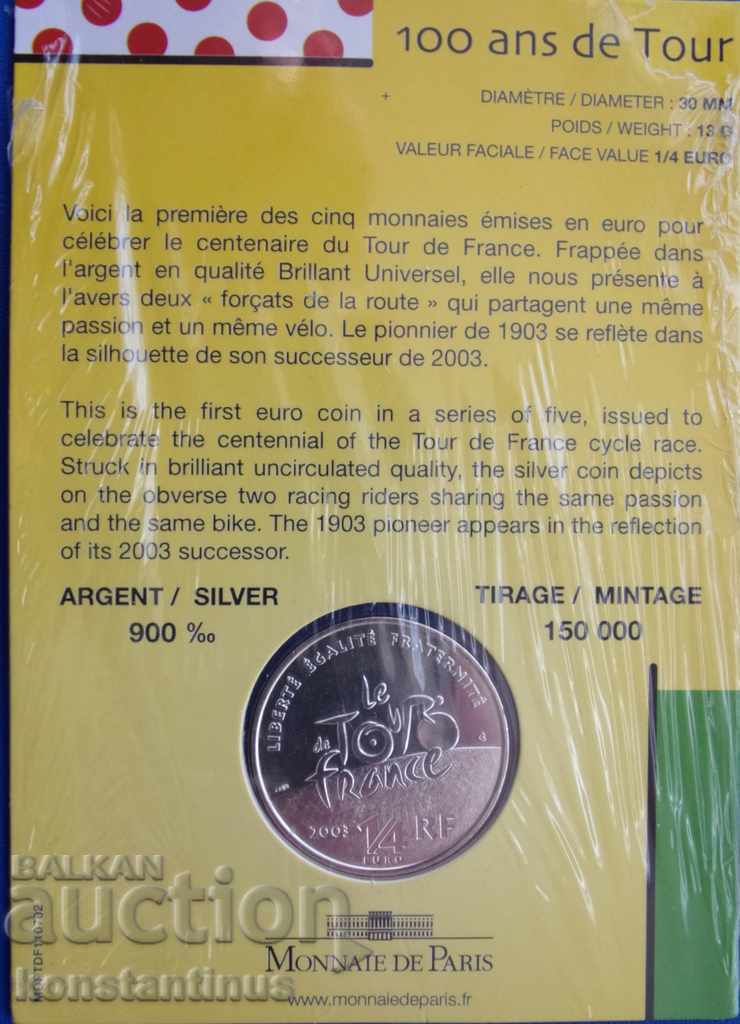 100 ans de Tour
DIAMÈTRE / DIAMETER : 30 MM
POIDS / WEIGHT : 13 G
VALEUR FACIALE / FACE VALUE 1/4 EURO
Voici la première des cinq monnaies émises en euro pour
célébrer le centenaire du Tour de France. Frappée dans
l'argent en qualité Brillant Universel, elle nous présente à
l'avers deux « forçats de la route » qui partagent une même
passion et un même vélo. Le pionnier de 1903 se reflète dans
la silhouette de son successeur de 2003.
This is the first euro coin in a series of five, issued to
celebrate the centennial of the Tour de France cycle race.
Struck in brilliant uncirculated quality, the silver coin depicts
on the obverse two racing riders sharing the same passion
and the same bike. The 1903 pioneer appears in the reflection
of its 2003 successor.
ARGENT / SILVER
900 ‰
TIRAGE / MINTAGE
150 000
LIBERTÉ ÉGALITÉ FRATERNITÉ
le
de TOUR
france
2003 1/4 RF
EURO
BALKAN
auction
konstantinus
MONNAIE DE PARIS
www.monnaiedeparis.fr